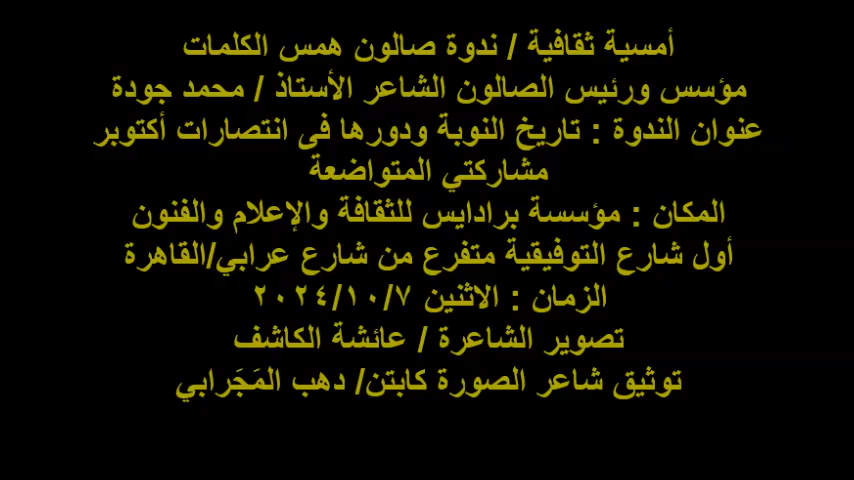 أمسية ثقافية / ندوة صالون همس الكلمات
مؤسس ورئيس الصالون الشاعر الأستاذ / محمد جودة
عنوان الندوة : تاريخ النوبة ودورها فى انتصارات أكتوبر
مشاركتي المتواضعة
المكان : مؤسسة برادايس للثقافة والإعلام والفنون
أول شارع التوفيقية متفرع من شارع عرابي/القاهرة
الزمان : الاثنين ٢٠٢٤/١٠/٧
تصوير الشاعرة / عائشة الكاشف
توثيق شاعر الصورة كابتن/ دهب المَجَرابي